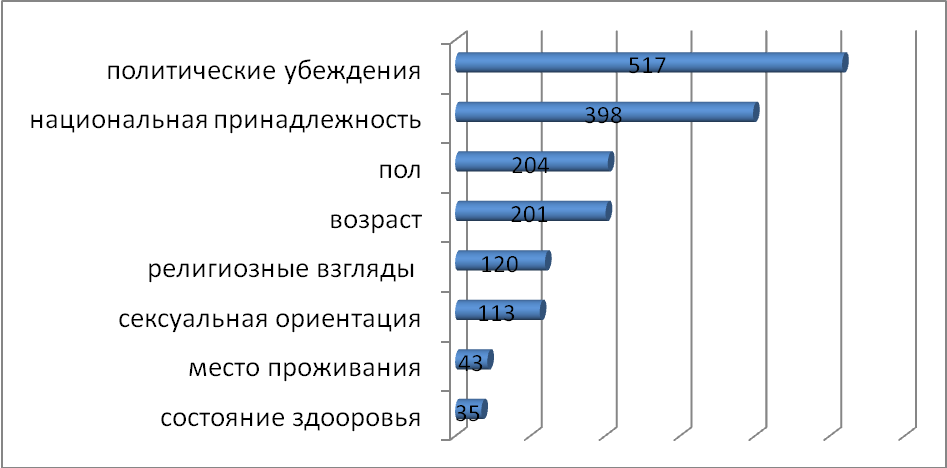 политические убеждения 517
национальная принадлежность 398
пол 204
возраст 201
религиозные взгляды 120
сексуальная ориентация 113
место проживания 43
состояние здооровья 35